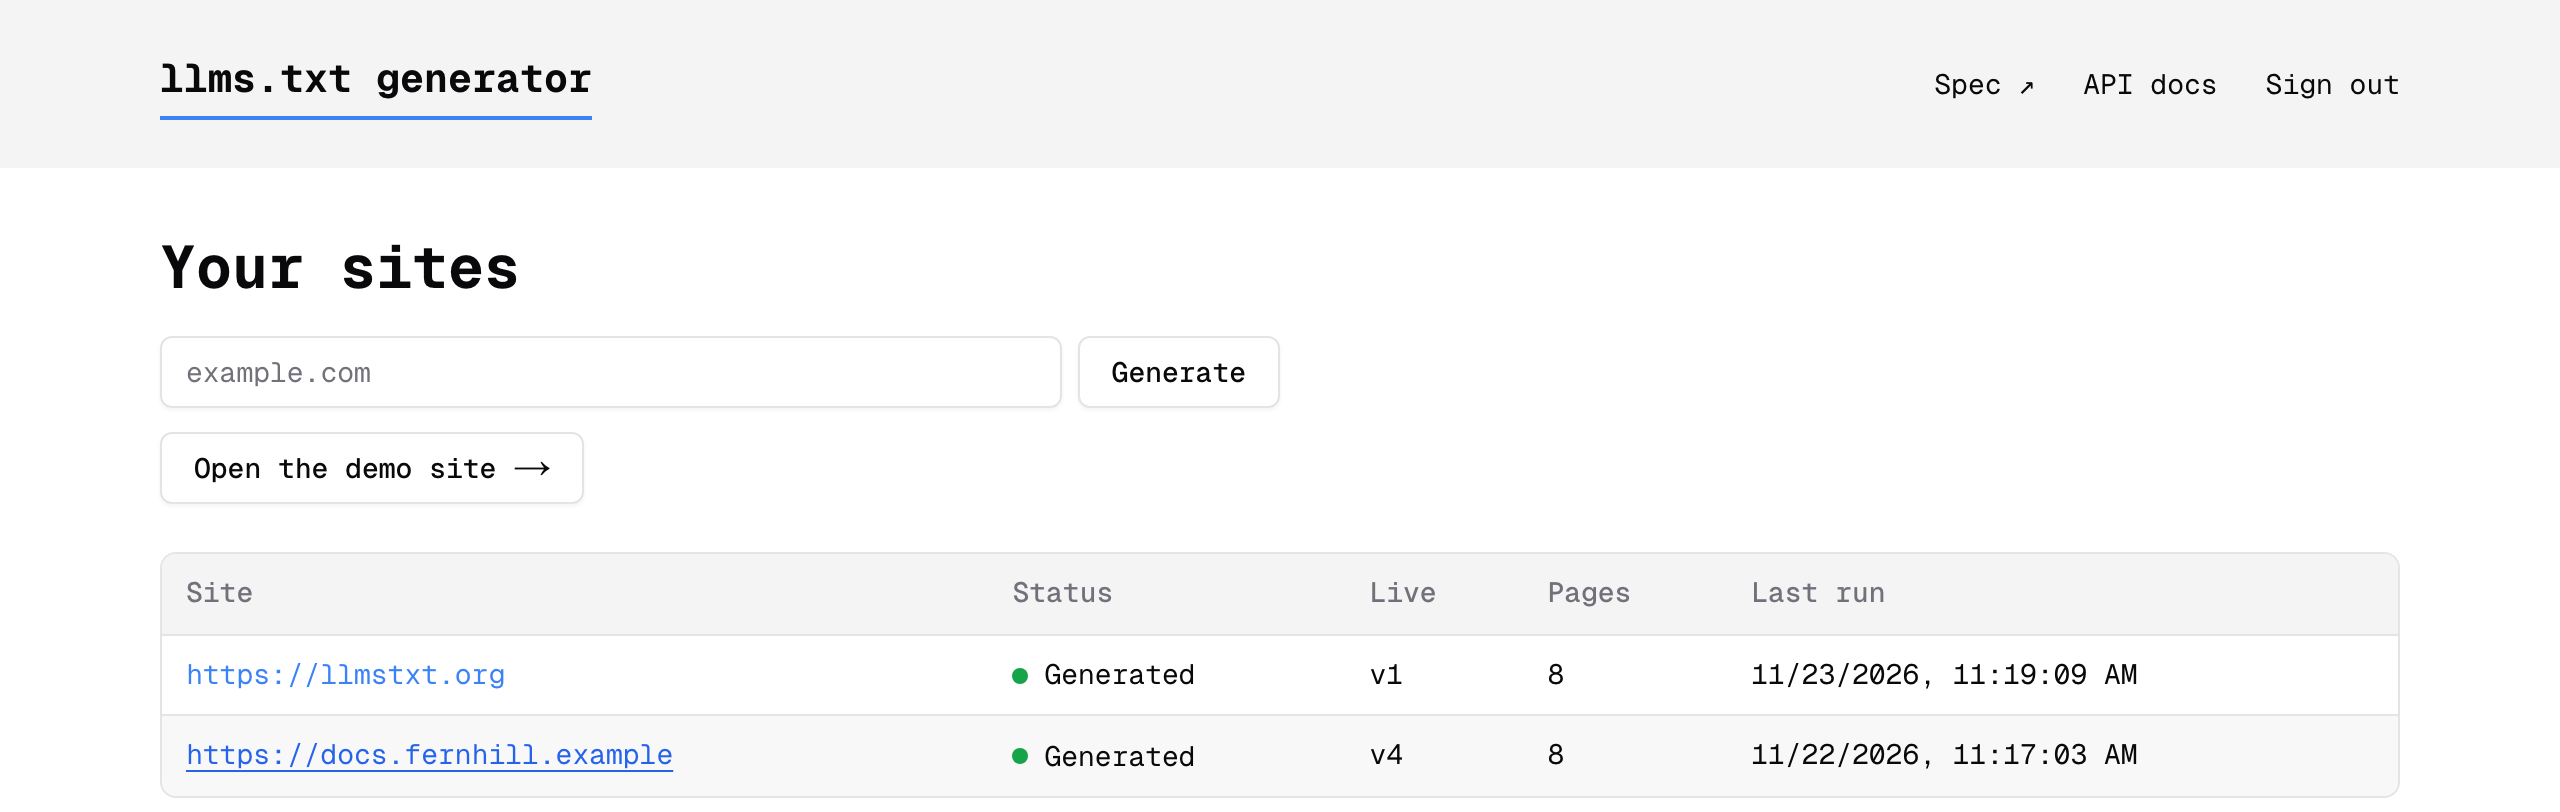 llms.txt generator Spec ↗ API docs Sign out
Your sites
example.com Generate
Open the demo site →
Site Status Live Pages Last run
https://llmstxt.org Generated v1 8 11/23/2026, 11:19:09 AM
https://docs.fernhill.example Generated v4 8 11/22/2026, 11:17:03 AM